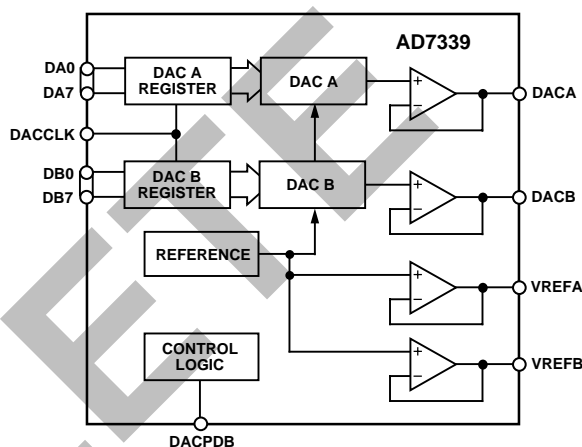 AD7339
DA0
DA7
DAC A
REGISTER
DAC A
DACA
DACCLK
DB0
DB7
DAC B
REGISTER
DAC B
DACB
REFERENCE
VREFA
CONTROL
LOGIC
VREFB
DACPDB
+
−
+
−
+
−
+
−
ETE